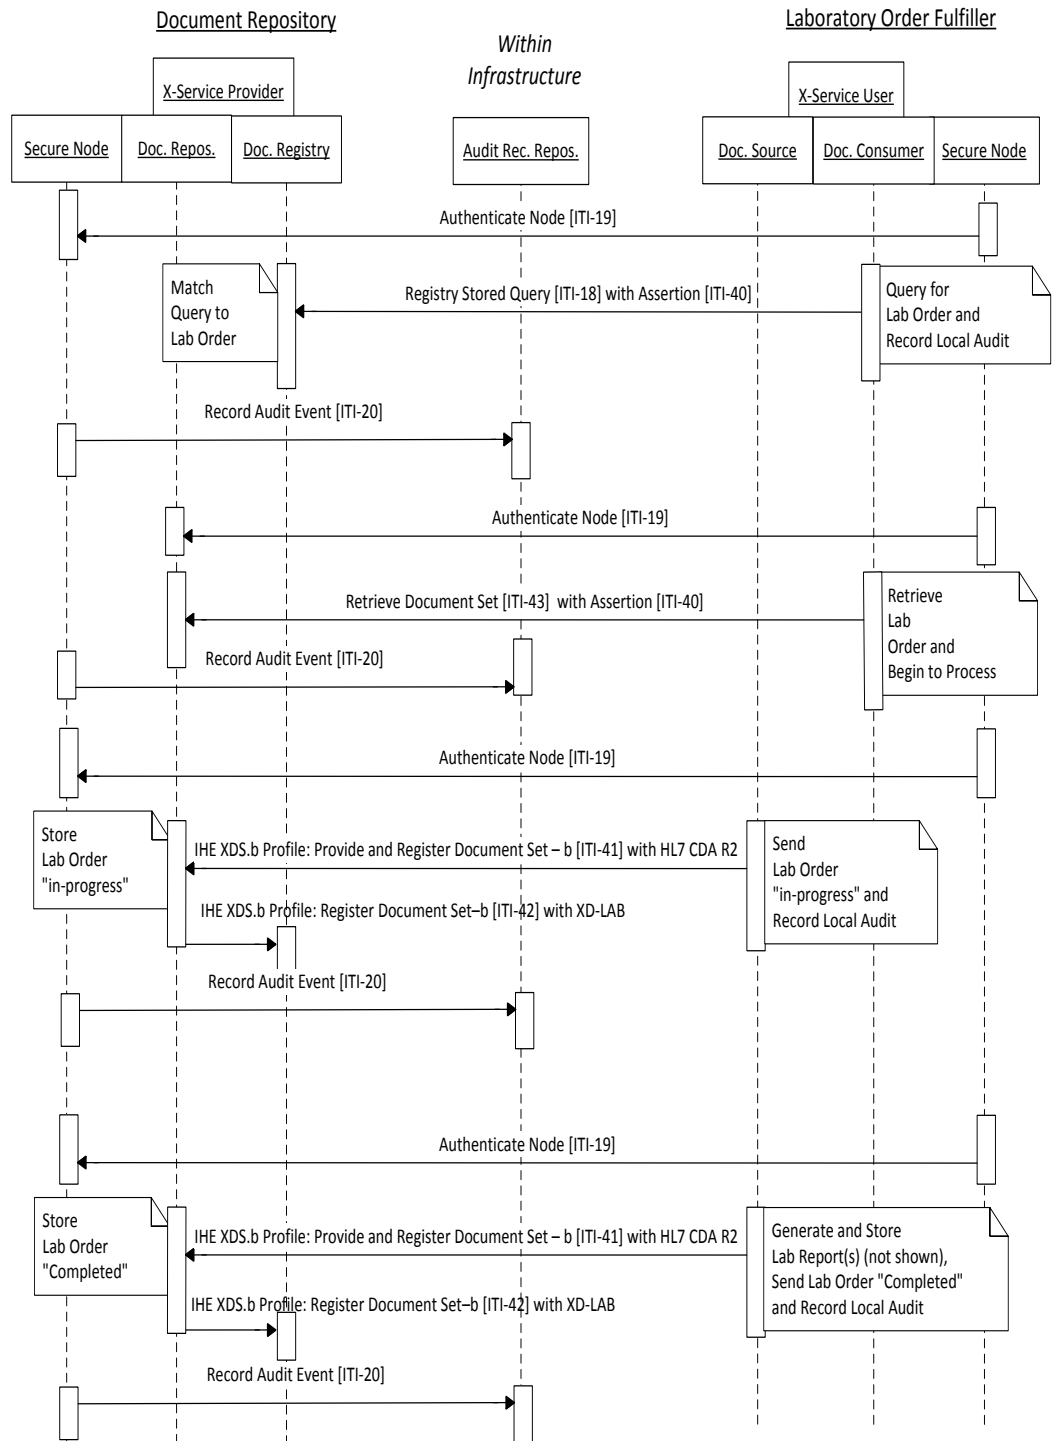 Document Repository
Within
Infrastructure
Laboratory Order Fulfiller
X-Service Provider
X-Service User
Secure Node
Doc. Repos.
Doc. Registry
Audit Rec. Repos.
Doc. Source
Doc. Consumer
Secure Node
Authenticate Node [ITI-19]
Match
Query to
Lab Order
Registry Stored Query [ITI-18] with Assertion [ITI-40]
Query for
Lab Order and
Record Local Audit
Record Audit Event [ITI-20]
Authenticate Node [ITI-19]
Retrieve Document Set [ITI-43]  with Assertion [ITI-40]
Retrieve
Lab
Order and
Begin to Process
Record Audit Event [ITI-20]
Authenticate Node [ITI-19]
Store
Lab Order
"in-progress"
IHE XDS.b Profile: Provide and Register Document Set – b [ITI-41] with HL7 CDA R2
Send
Lab Order
"in-progress" and
Record Local Audit
IHE XDS.b Profile: Register Document Set–b [ITI-42] with XD-LAB
Record Audit Event [ITI-20]
Authenticate Node [ITI-19]
Store
Lab Order
"Completed"
IHE XDS.b Profile: Provide and Register Document Set – b [ITI-41] with HL7 CDA R2
Generate and Store
Lab Report(s) (not shown),
Send Lab Order "Completed"
and Record Local Audit
IHE XDS.b Profile: Register Document Set–b [ITI-42] with XD-LAB
Record Audit Event [ITI-20]